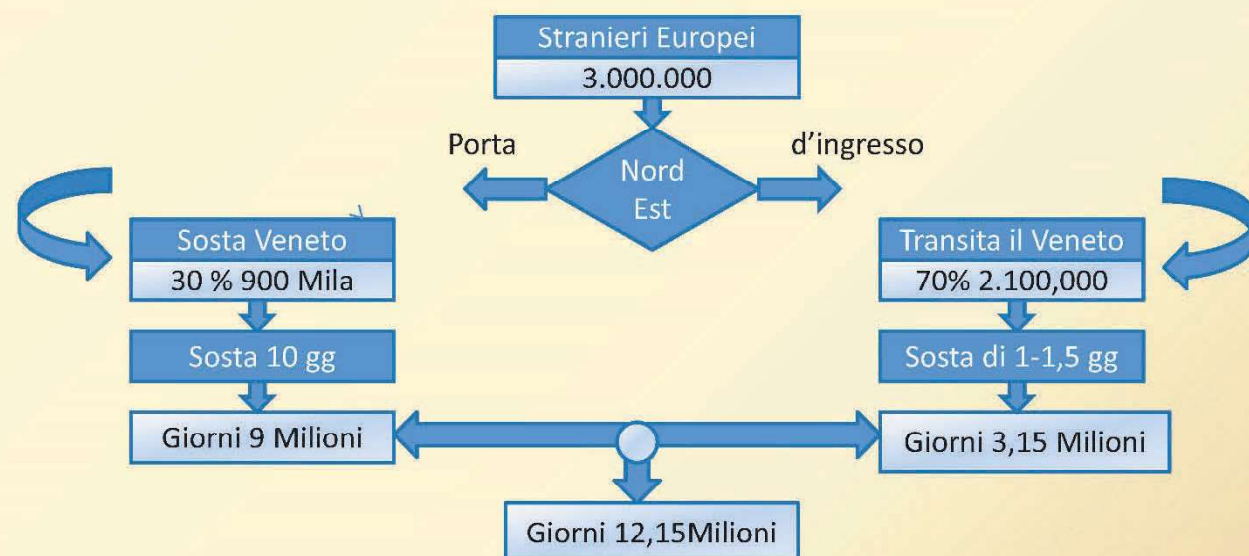 Stranieri Europei
3.000.000
Porta
d'ingresso
Nord
Est
Sosta Veneto
30 % 900 Mila
Transita il Veneto
70% 2.100,000
Sosta 10 gg
Sosta di 1-1,5 gg
Giorni 9 Milioni
Giorni 3,15 Milioni
Giorni 12,15Milioni